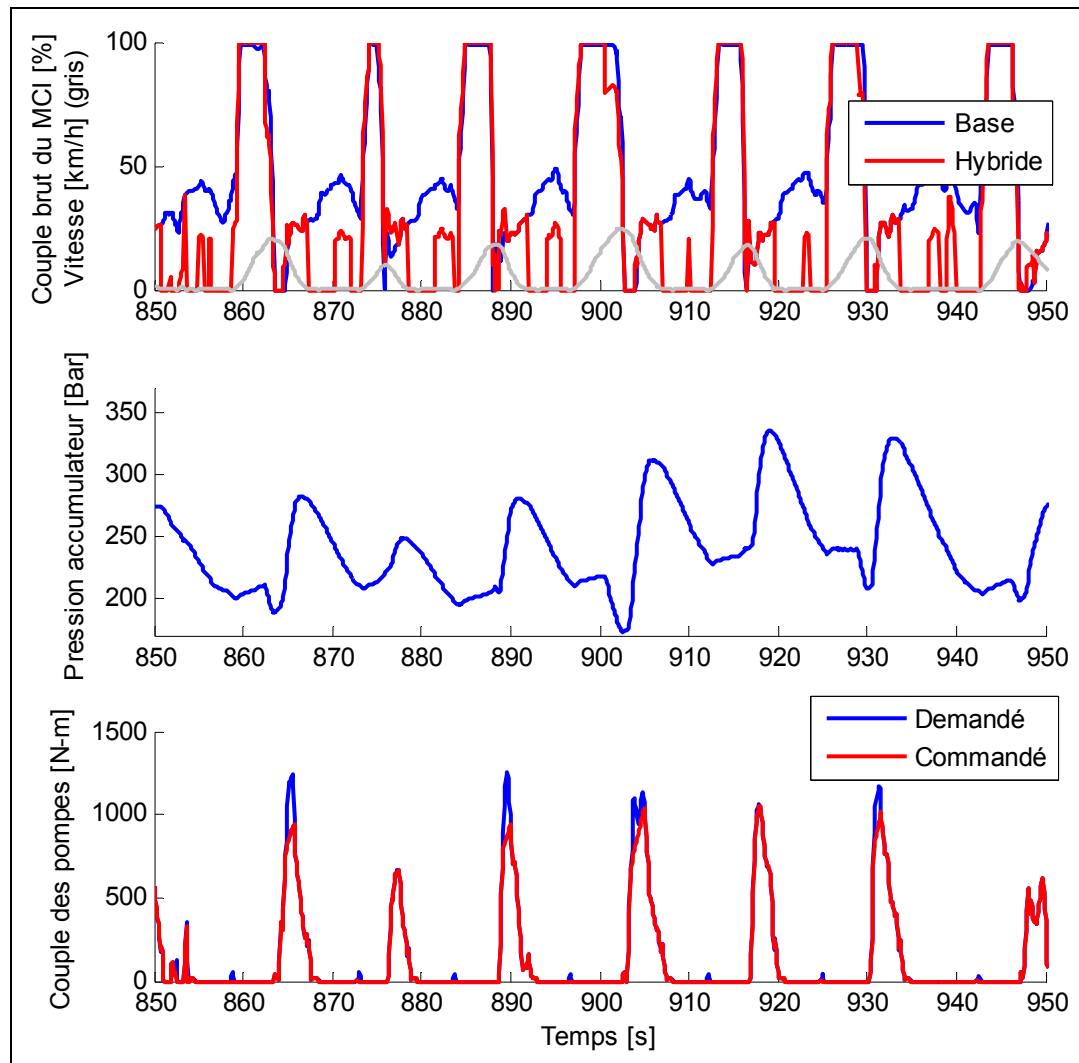 Couple brut du MCI [%]
Vitesse [km/h] (gris)
100
50
0
Base
Hybride
850 860 870 880 890 900 910 920 930 940 950
Pression accumulateur [Bar]
350
300
250
200
850 860 870 880 890 900 910 920 930 940 950
Couple des pompes [N-m]
1500
1000
500
0
Demandé
Commandé
850 860 870 880 890 900 910 920 930 940 950
Temps [s]